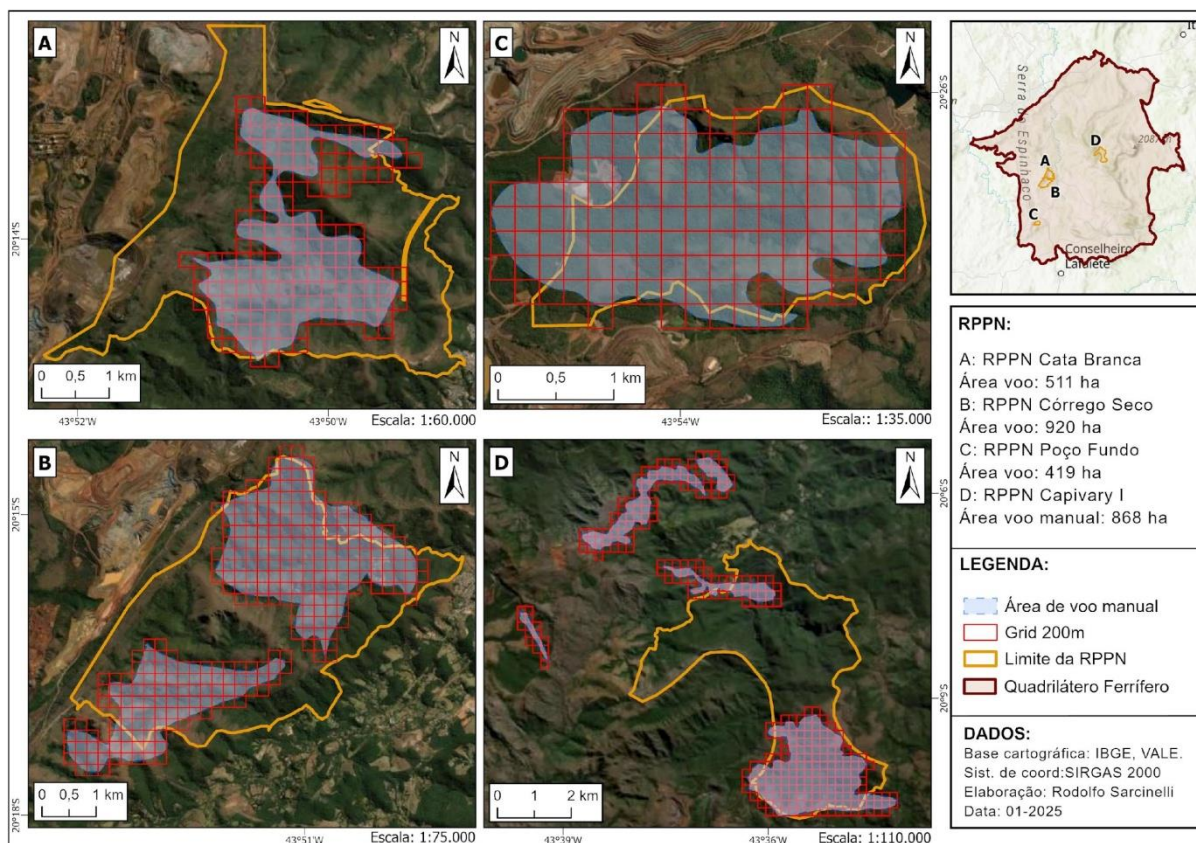 A
N
20°14'S
0 0,5 1 km
43°52'W
43°50'W
Escala: 1:60.000
C
N
20°26'S
0 0,5 1 km
43°54'W
Escala:: 1:35.000
B
N
20°15'S
20°18'S
0 0,5 1 km
43°51'W
Escala: 1:75.000
D
N
20°6'S
20°9'S
0 1 2 km
43°39'W
43°36'W
Escala: 1:110.000
Serra do Espinhaço
A
B
C
D
Conselheiro
Lafaiete
RPPN:
A: RPPN Cata Branca
Área voo: 511 ha
B: RPPN Córrego Seco
Área voo: 920 ha
C: RPPN Poço Fundo
Área voo: 419 ha
D: RPPN Capivary I
Área voo manual: 868 ha
LEGENDA:
Área de voo manual
Grid 200m
Limite da RPPN
Quadrilátero Ferrífero
DADOS:
Base cartográfica: IBGE, VALE.
Sist. de coord:SIRGAS 2000
Elaboração: Rodolfo Sarcinelli
Data: 01-2025